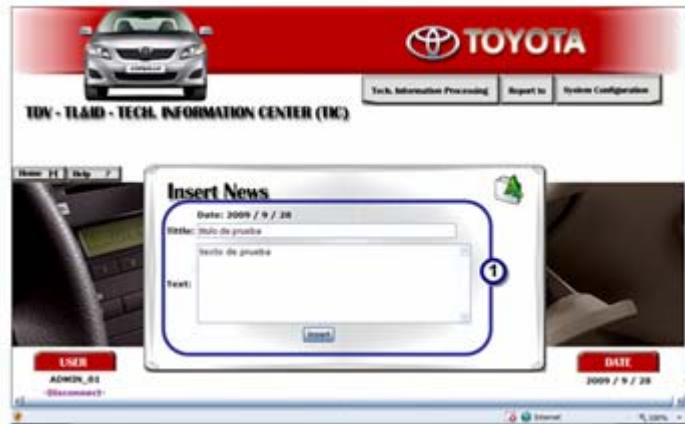 TOYOTA
Tech. Information Processing
Report to
System Configuration
TDV - TL&ID - TECH. INFORMATION CENTER (TIC)
Home
Help ?
Insert News
Date: 2009 / 9 / 28
Tittle: titulo de prueba
texto de prueba
Text:
1
Insert
USER
ADMIN_01
-Disconnect-
DATE
2009 / 9 / 28
Internet
100%